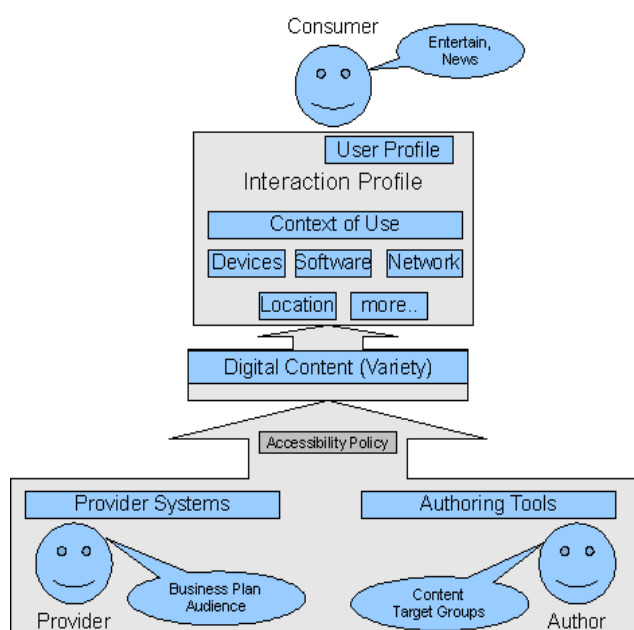 Consumer
Entertain,
News
User Profile
Interaction Profile
Context of Use
Devices Software Network
Location more..
Digital Content (Variety)
Accessibility Policy
Provider Systems Authoring Tools
Business Plan
Audience
Content
Target Groups
Provider Author